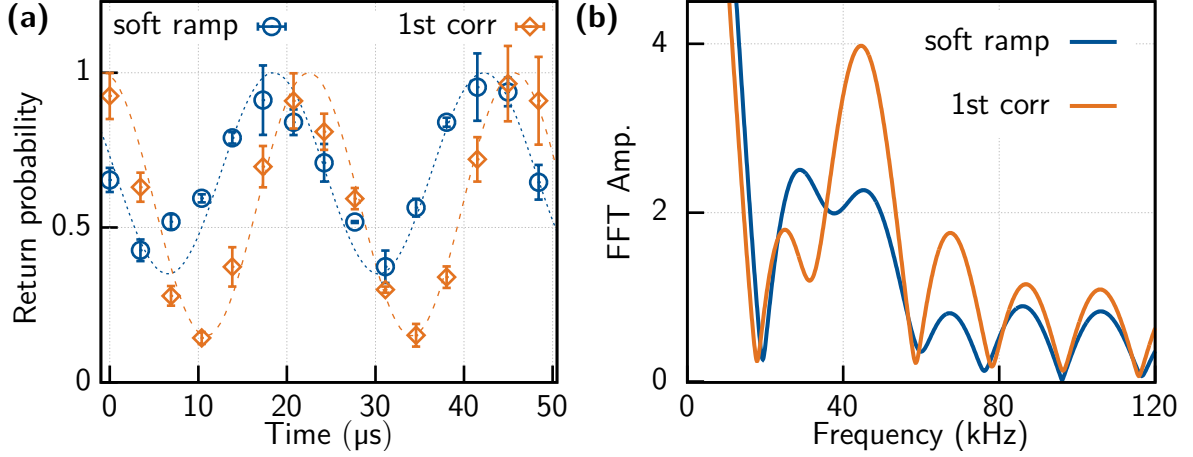 (a)
soft ramp
1st corr
1
0.5
0
Return probability
0
10
20
30
40
50
Time (µs)
(b)
soft ramp
1st corr
4
2
0
FFT Amp.
0
40
80
120
Frequency (kHz)